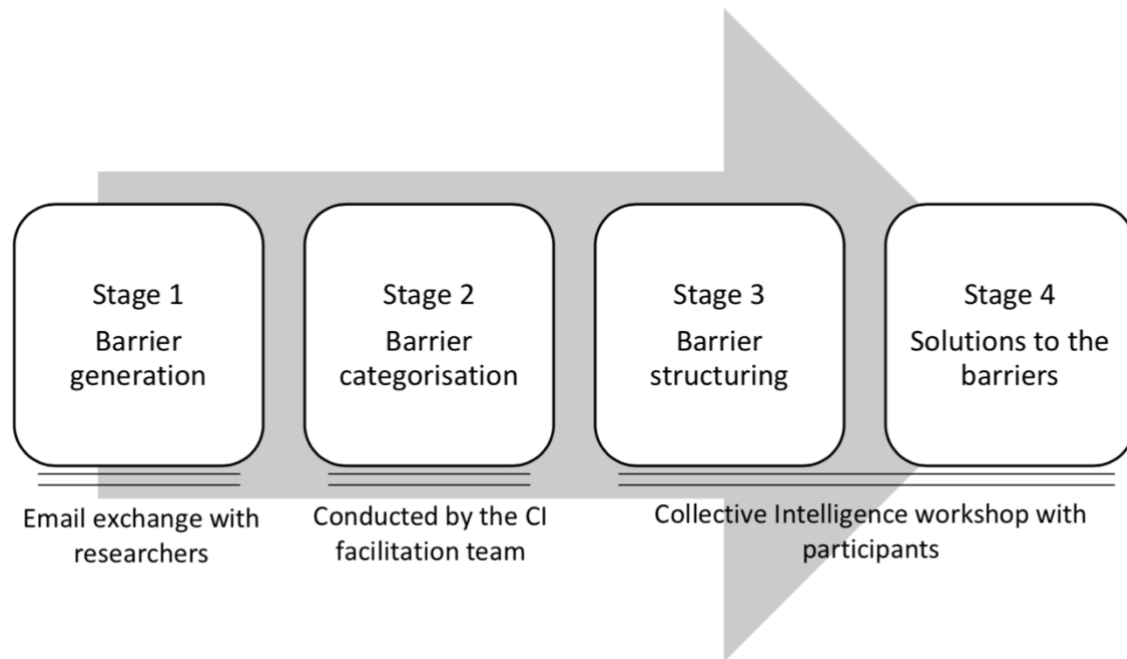 Stage 1
Barrier
generation
Stage 2
Barrier
categorisation
Stage 3
Barrier
structuring
Stage 4
Solutions to the
barriers
Email exchange with
researchers
Conducted by the CI
facilitation team
Collective Intelligence workshop with
participants